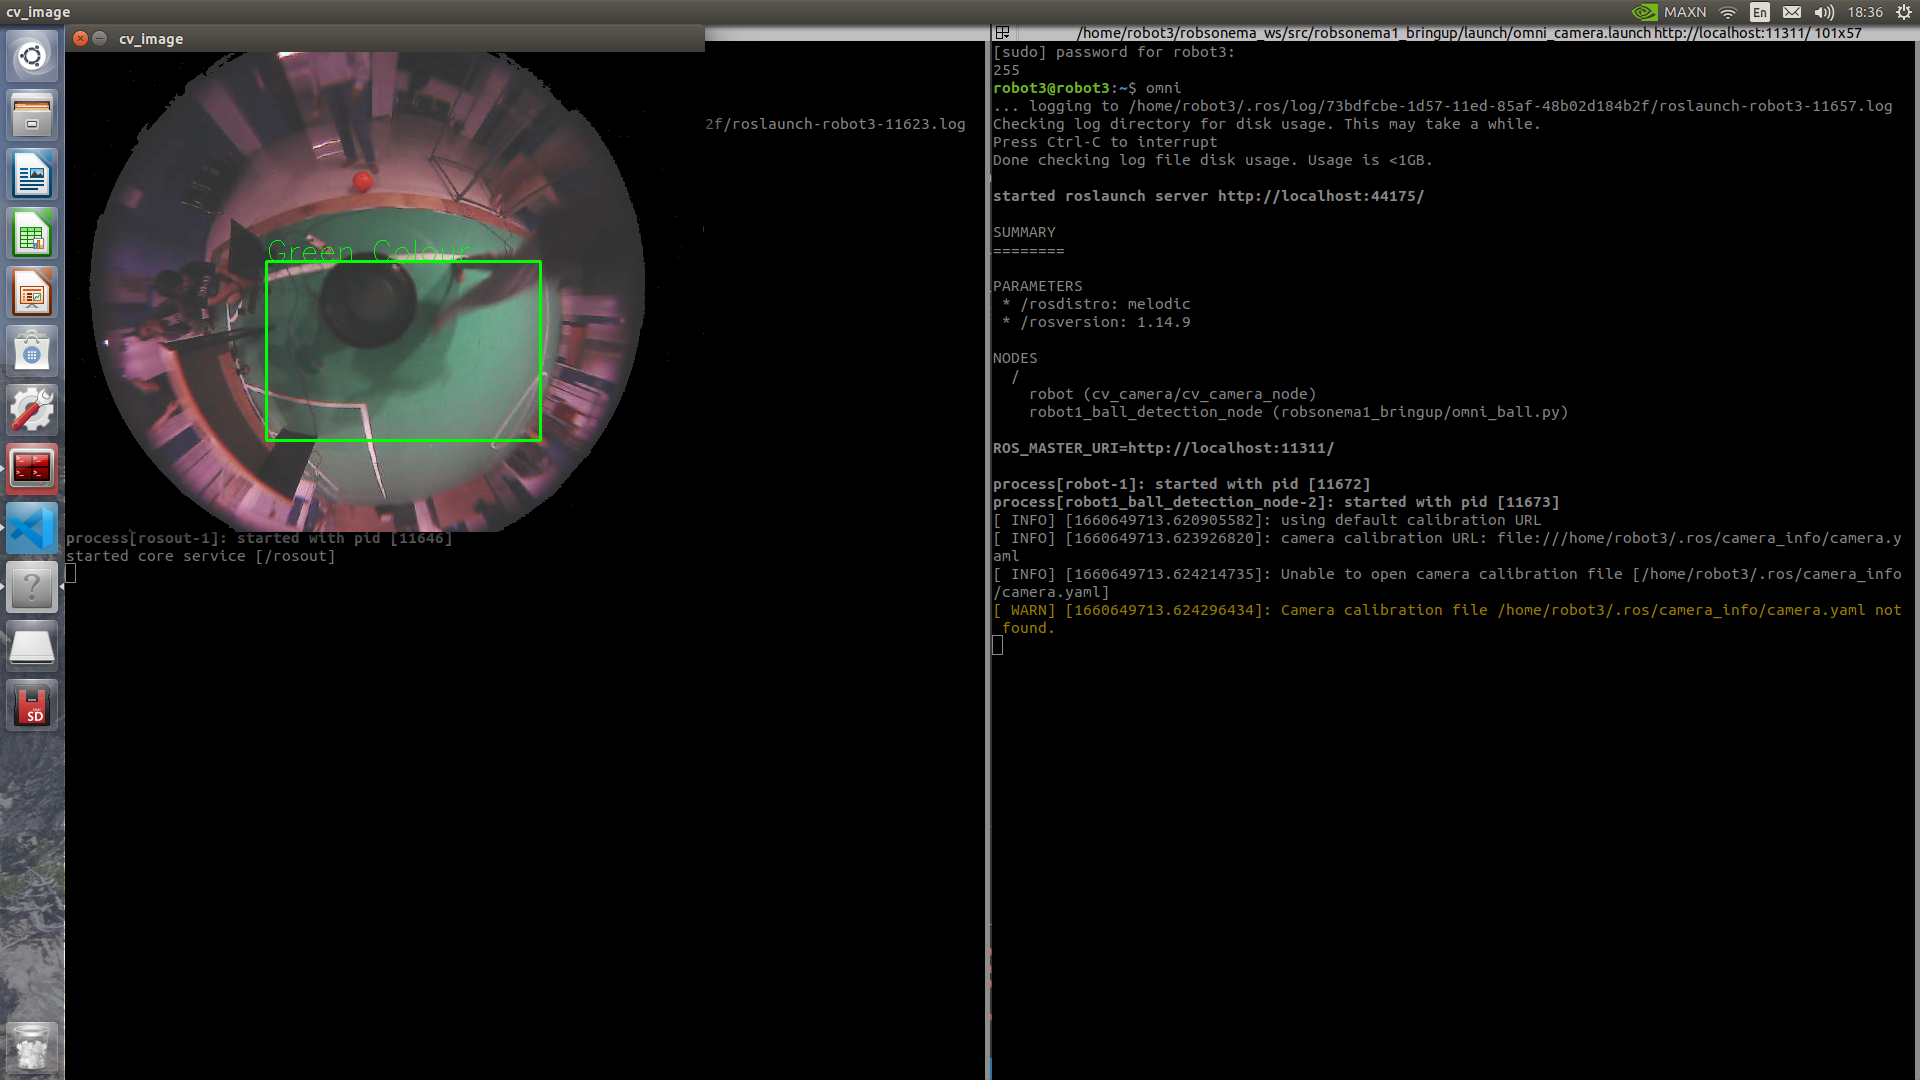 cv_image
MAXN
En
18:36
cv_image
Green Colour
2f/roslaunch-robot3-11623.log
process[rosout-1]: started with pid [11646]
started core service [/rosout]
SD
/home/robot3/robsonema_ws/src/robsonema1_bringup/launch/omni_camera.launch http://localhost:11311/ 101x57
[sudo] password for robot3:
255
robot3@robot3:~$ omni
... logging to /home/robot3/.ros/log/73bdfcbe-1d57-11ed-85af-48b02d184b2f/roslaunch-robot3-11657.log
Checking log directory for disk usage. This may take a while.
Press Ctrl-C to interrupt
Done checking log file disk usage. Usage is <1GB.
started roslaunch server http://localhost:44175/
SUMMARY
========
PARAMETERS
* /rosdistro: melodic
* /rosversion: 1.14.9
NODES
/
robot (cv_camera/cv_camera_node)
robot1_ball_detection_node (robsonema1_bringup/omni_ball.py)
ROS_MASTER_URI=http://localhost:11311/
process[robot-1]: started with pid [11672]
process[robot1_ball_detection_node-2]: started with pid [11673]
[ INFO] [1660649713.620905582]: using default calibration URL
[ INFO] [1660649713.623926820]: camera calibration URL: file:///home/robot3/.ros/camera_info/camera.y
aml
[ INFO] [1660649713.624214735]: Unable to open camera calibration file [/home/robot3/.ros/camera_info
/camera.yaml]
[ WARN] [1660649713.624296434]: Camera calibration file /home/robot3/.ros/camera_info/camera.yaml not
found.